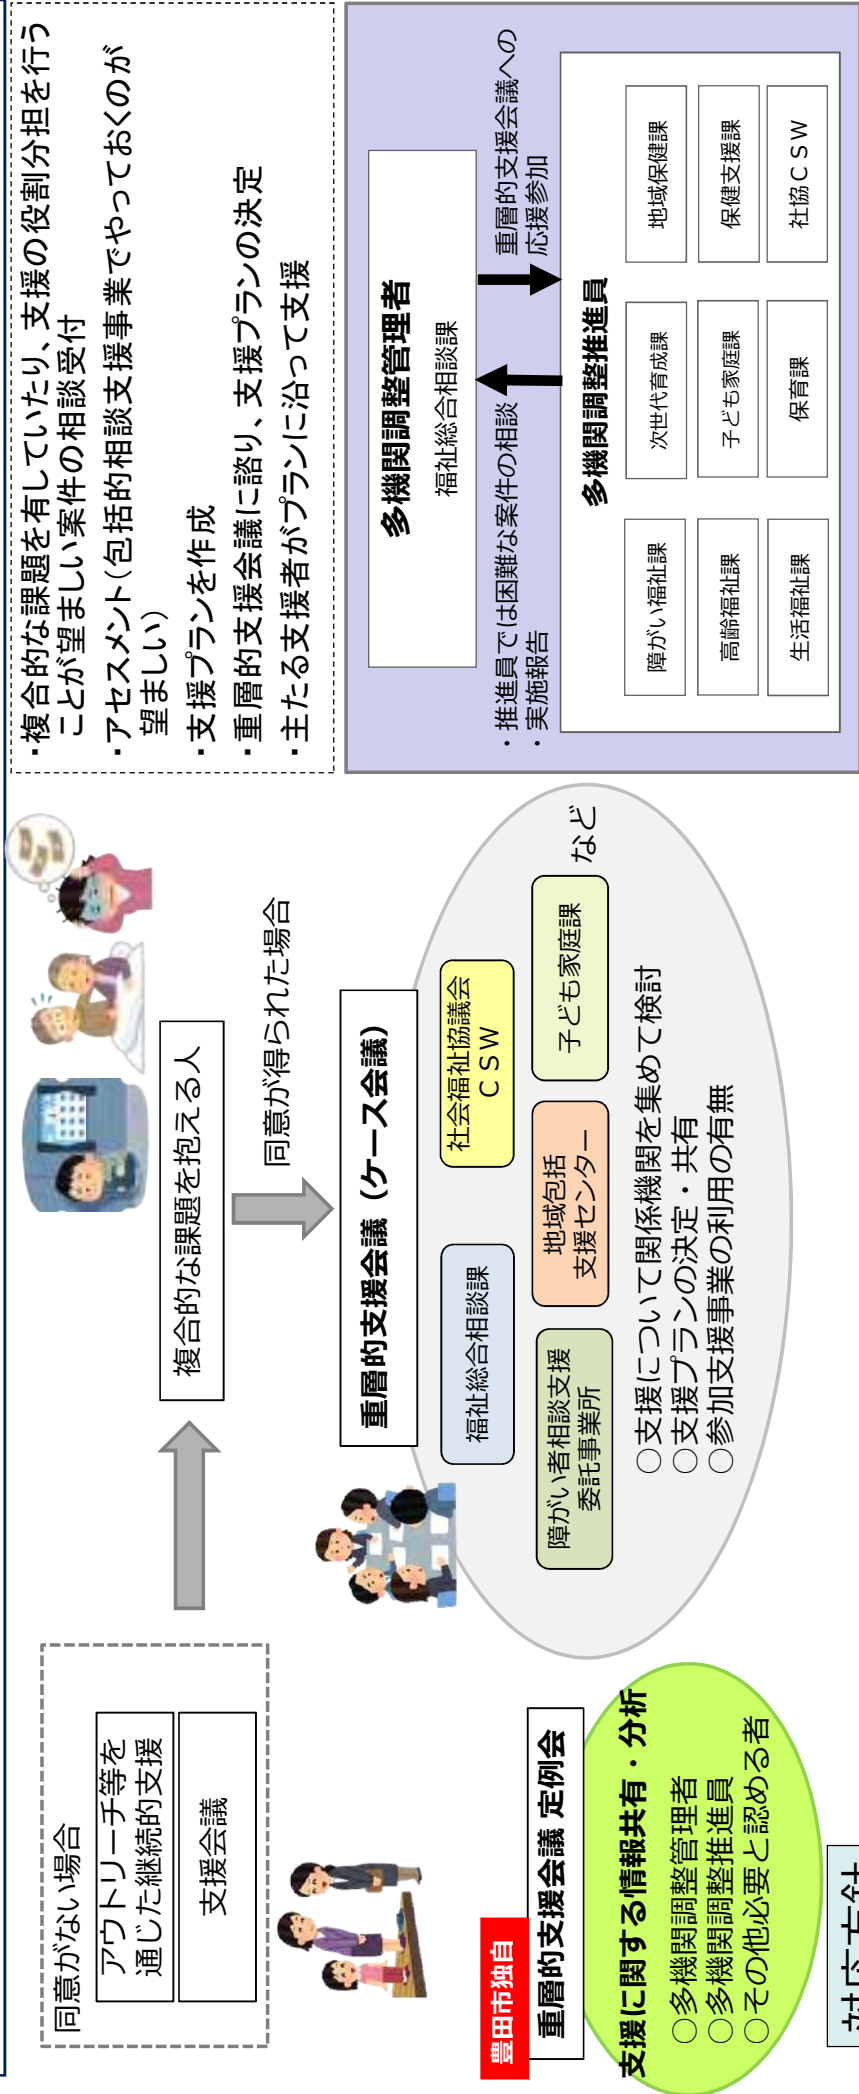 ・複合的な課題を有していたり、支援の役割分担を行う
ことが望ましい案件の相談受付
・アセスメント(包括的相談支援事業でやっておくのが
望ましい)
・支援プランを作成
・重層的支援会議に諮り、支援プランの決定
・主たる支援者がプランに沿って支援
同意がない場合
アウトリーチ等を
通じた継続的支援
支援会議
複合的な課題を抱える人
同意が得られた場合
重層的支援会議（ケース会議）
福祉総合相談課
社会福祉協議会
ＣＳＷ
障がい者相談支援
委託事業所
地域包括
支援センター
子ども家庭課
など
○支援について関係機関を集めて検討
○支援プランの決定・共有
○参加支援事業の利用の有無
多機関調整管理者
福祉総合相談課
・推進員では困難な案件の相談
・実施報告
重層的支援会議への
応援参加
多機関調整推進員
障がい福祉課
次世代育成課
地域保健課
高齢福祉課
子ども家庭課
保健支援課
生活福祉課
保育課
社協ＣＳＷ
豊田市独自
重層的支援会議 定例会
支援に関する情報共有・分析
○多機関調整管理者
○多機関調整推進員
○その他必要と認める者
対応方針